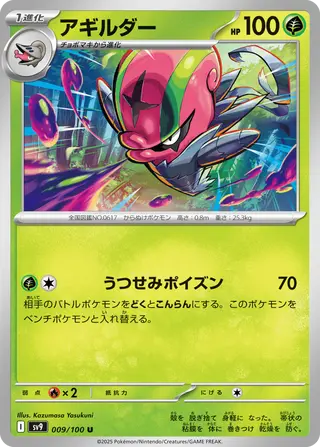 1進化
アギルダー
HP 100
チョボマキから進化
全国図鑑NO.0617 からぬけポケモン 高さ：0.8m 重さ：25.3kg
うつせみポイズン 70
相手のバトルポケモンをどくとこんらんにする。このポケモンを
ベンチポケモンと入れ替える。
弱点 ×2 抵抗力 にげる
Illus. Kazumasa Yasukuni
I sv9 009/100 U
殻を脱ぎ捨て身軽になった。帯状の
粘膜を体に巻きつけ乾燥を防ぐ。
©2025 Pokémon/Nintendo/Creatures/GAME FREAK.